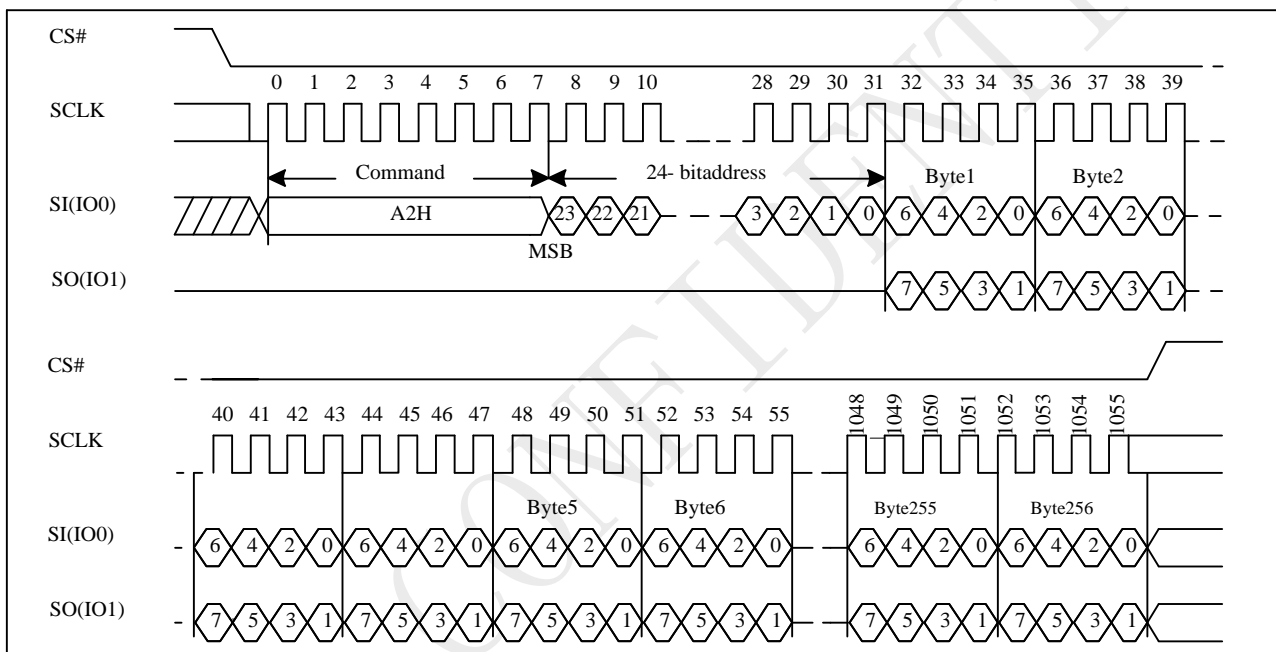 CS#
0 1 2 3 4 5 6 7 8 9 10 28 29 30 31 32 33 34 35 36 37 38 39
SCLK
Command 24- bitaddress Byte1 Byte2
SI(IO0) A2H 23 22 21 3 2 1 0 6 4 2 0 6 4 2 0
MSB
SO(IO1) 7 5 3 1 7 5 3 1
CS#
40 41 42 43 44 45 46 47 48 49 50 51 52 53 54 55 1048 1049 1050 1051 1052 1053 1054 1055
SCLK
Byte5 Byte6 Byte255 Byte256
SI(IO0) 6 4 2 0 6 4 2 0 6 4 2 0 6 4 2 0 6 4 2 0 6 4 2 0
SO(IO1) 7 5 3 1 7 5 3 1 7 5 3 1 7 5 3 1 7 5 3 1 7 5 3 1
CONFIDENT